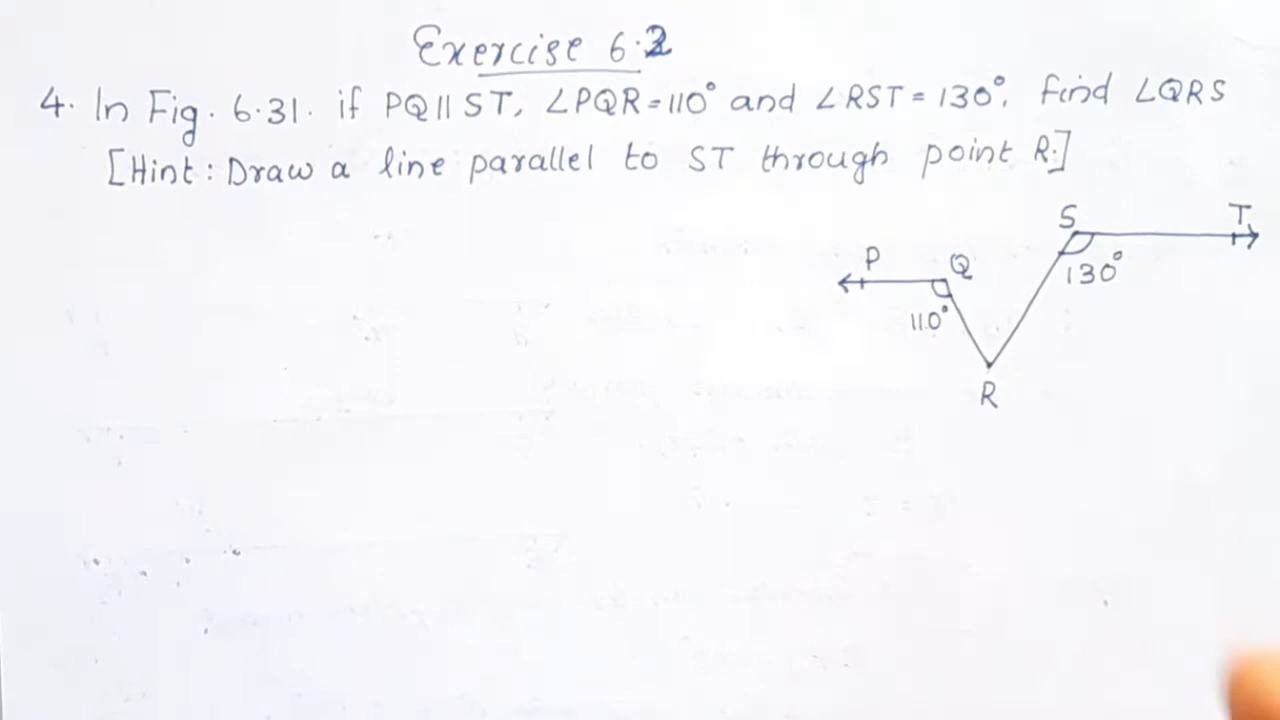 Exercise 6.2
4. In Fig. 6.31. if PQ || ST, ∠PQR = 110° and ∠RST = 130°, find ∠QRS
[Hint: Draw a line parallel to ST through point R.]
S T
P Q 130°
110°
R